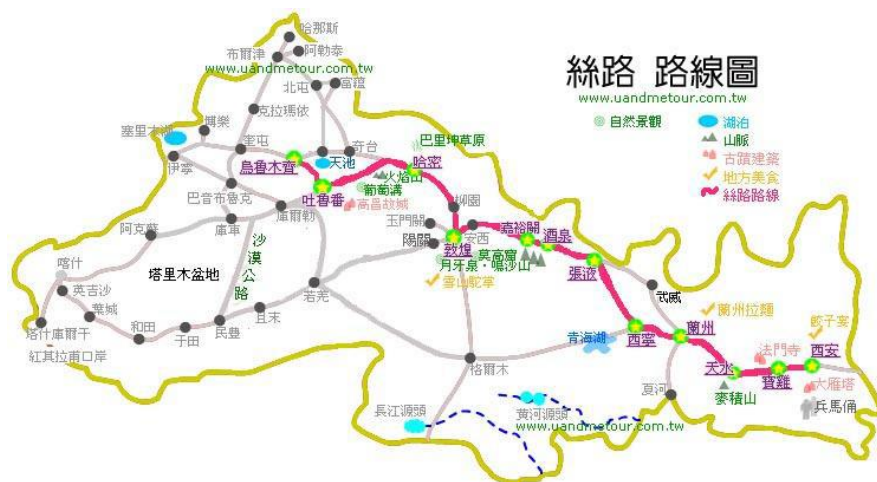 絲路 路線圖
www.uandmetour.com.tw
自然景觀
湖泊
山脈
古蹟建築
地方美食
絲路路線
哈那斯
布爾津
阿勒泰
www.uandmetour.com.tw
北屯
富蘊
克拉瑪依
塞里木湖
博樂
奎屯
奇台
巴里坤草原
伊寧
烏魯木齊
天池
火焰山
哈密
巴音布魯克
吐魯番
葡萄溝
高昌故城
柳園
庫車
庫爾勒
玉門關
安西
嘉裕關
酒泉
阿克蘇
沙漠公路
陽關
敦煌
莫高窟
月牙泉・鳴沙山
張液
喀什
塔里木盆地
雪山駝掌
英吉沙
葉城
若羌
武威
蘭州拉麵
塔什庫爾干
和田
于田
民豐
且末
青海湖
西寧
蘭州
餃子宴
紅其拉甫口岸
格爾木
天水
法門寺
寶雞
西安
夏河
麥積山
大雁塔
兵馬俑
長江源頭
黄河源頭
www.uandmetour.com.tw